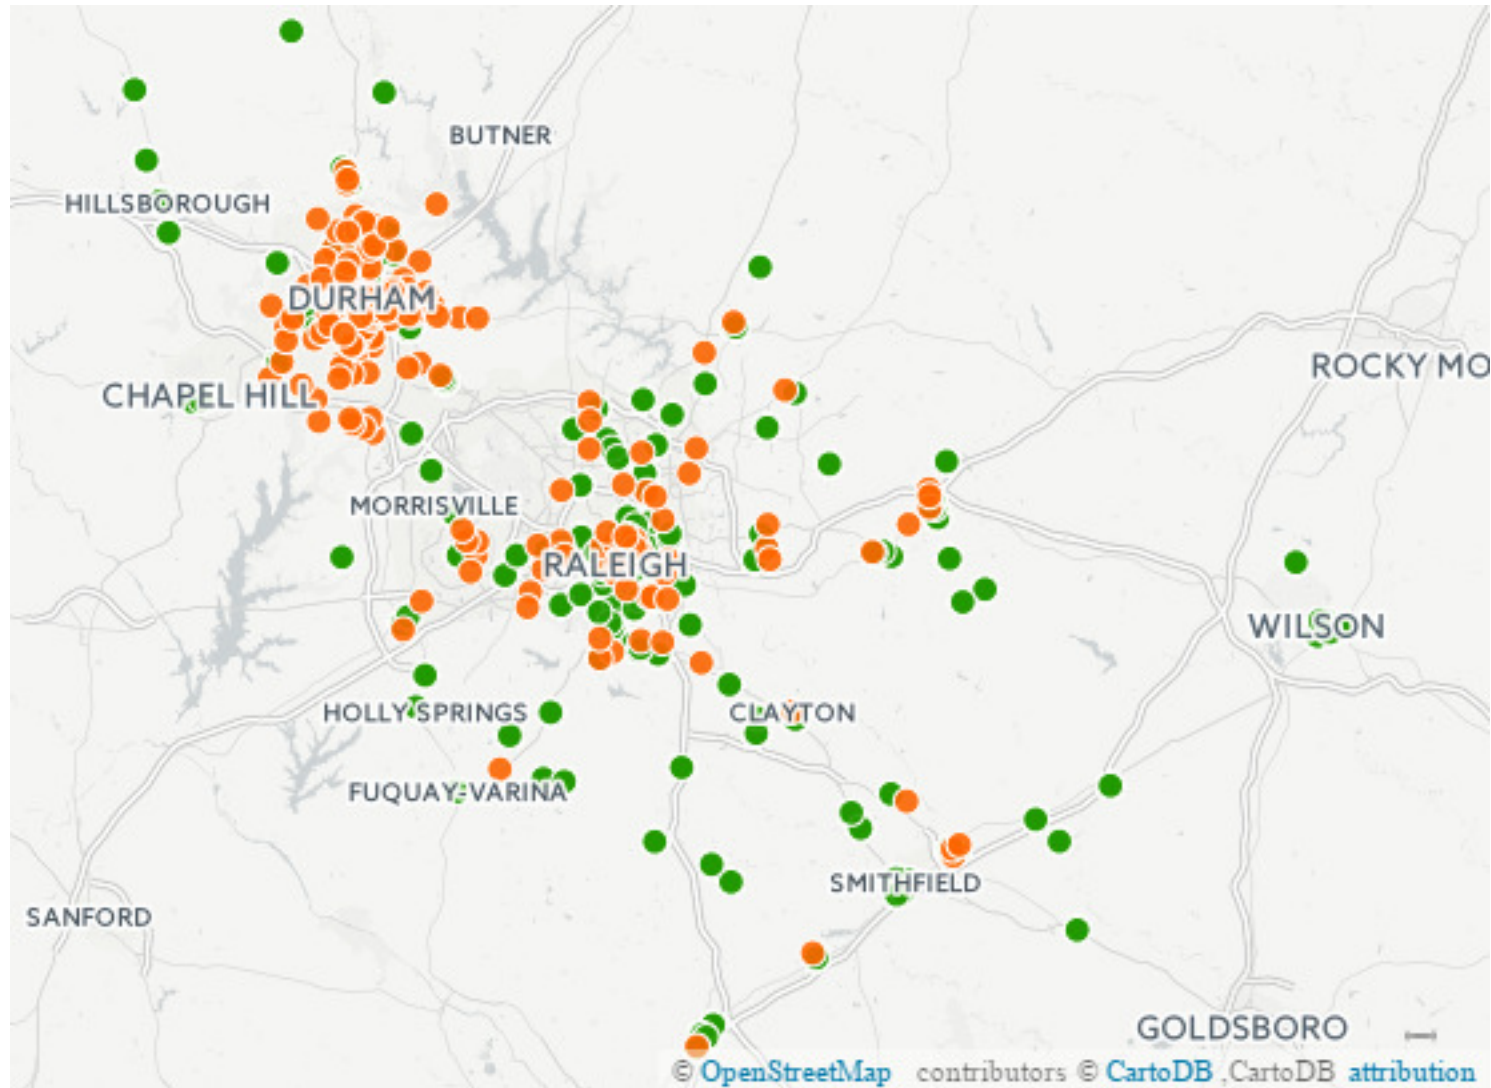 BUTNER
HILLSBOROUGH
DURHAM
ROCKY MO
CHAPEL HILL
MORRISVILLE
RALEIGH
WILSON
HOLLY SPRINGS
CLAYTON
FUQUAY-VARINA
SMITHFIELD
SANFORD
GOLDSBORO
© OpenStreetMap contributors © CartoDB ,CartoDB attribution